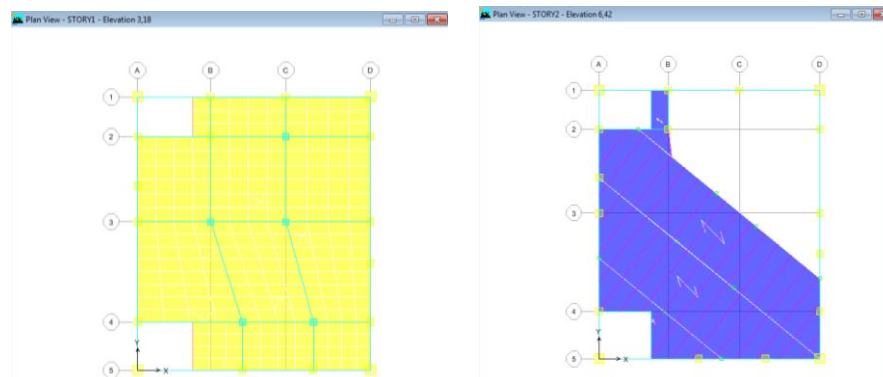 Plan View - STORY1 - Elevation 3,18
A B C D
1
2
3
4
5
Y
X
Plan View - STORY2 - Elevation 6,42
A B C D
1
2
3
4
5
Y
X